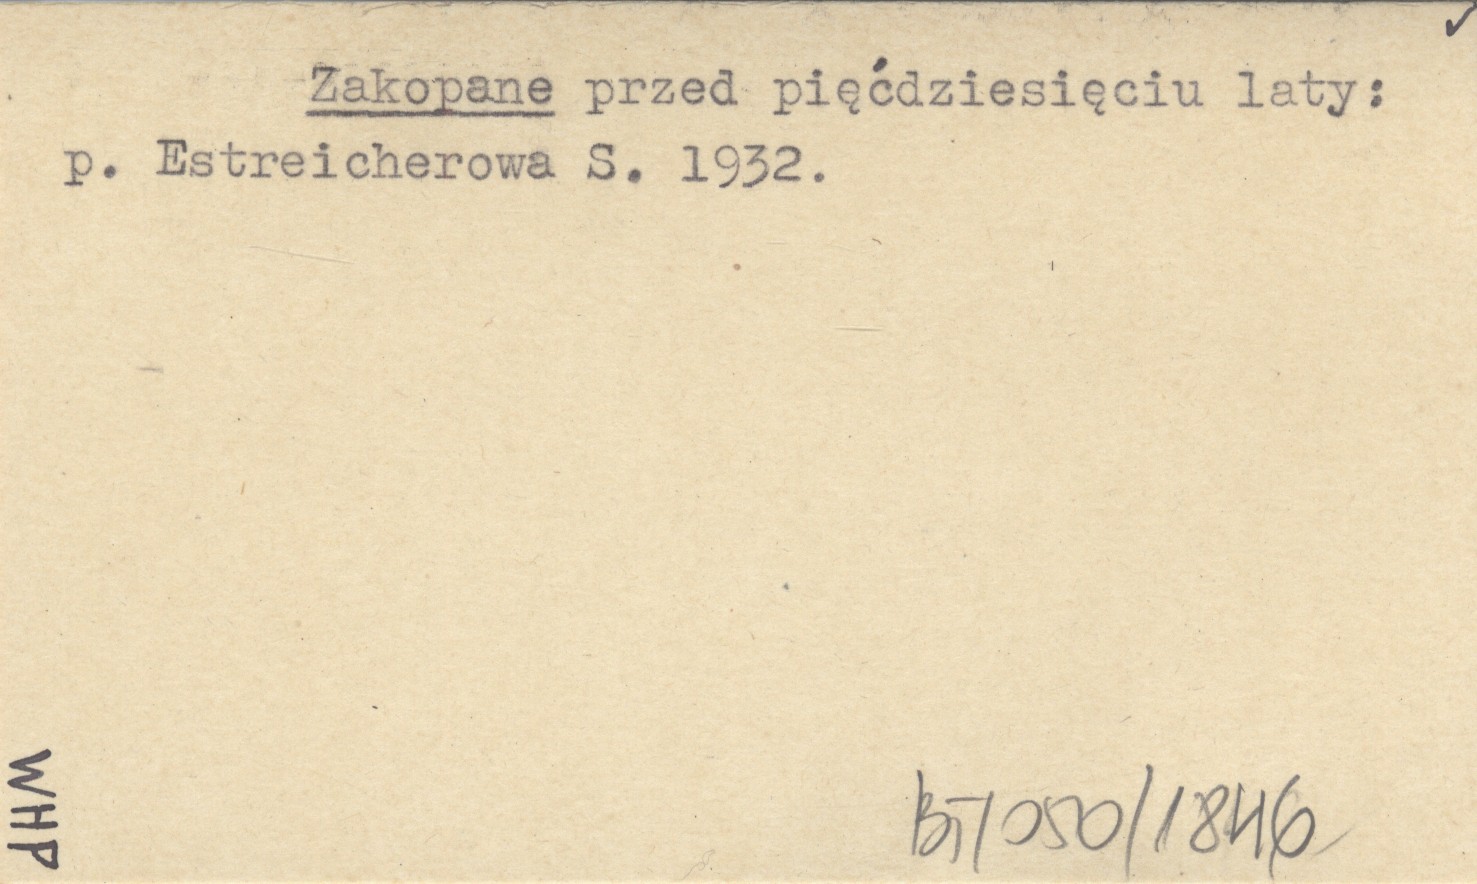 Zakopane przed pięćdziesięciu laty:
p. Estreicherowa S. 1932.
WHP
BT/050/1846